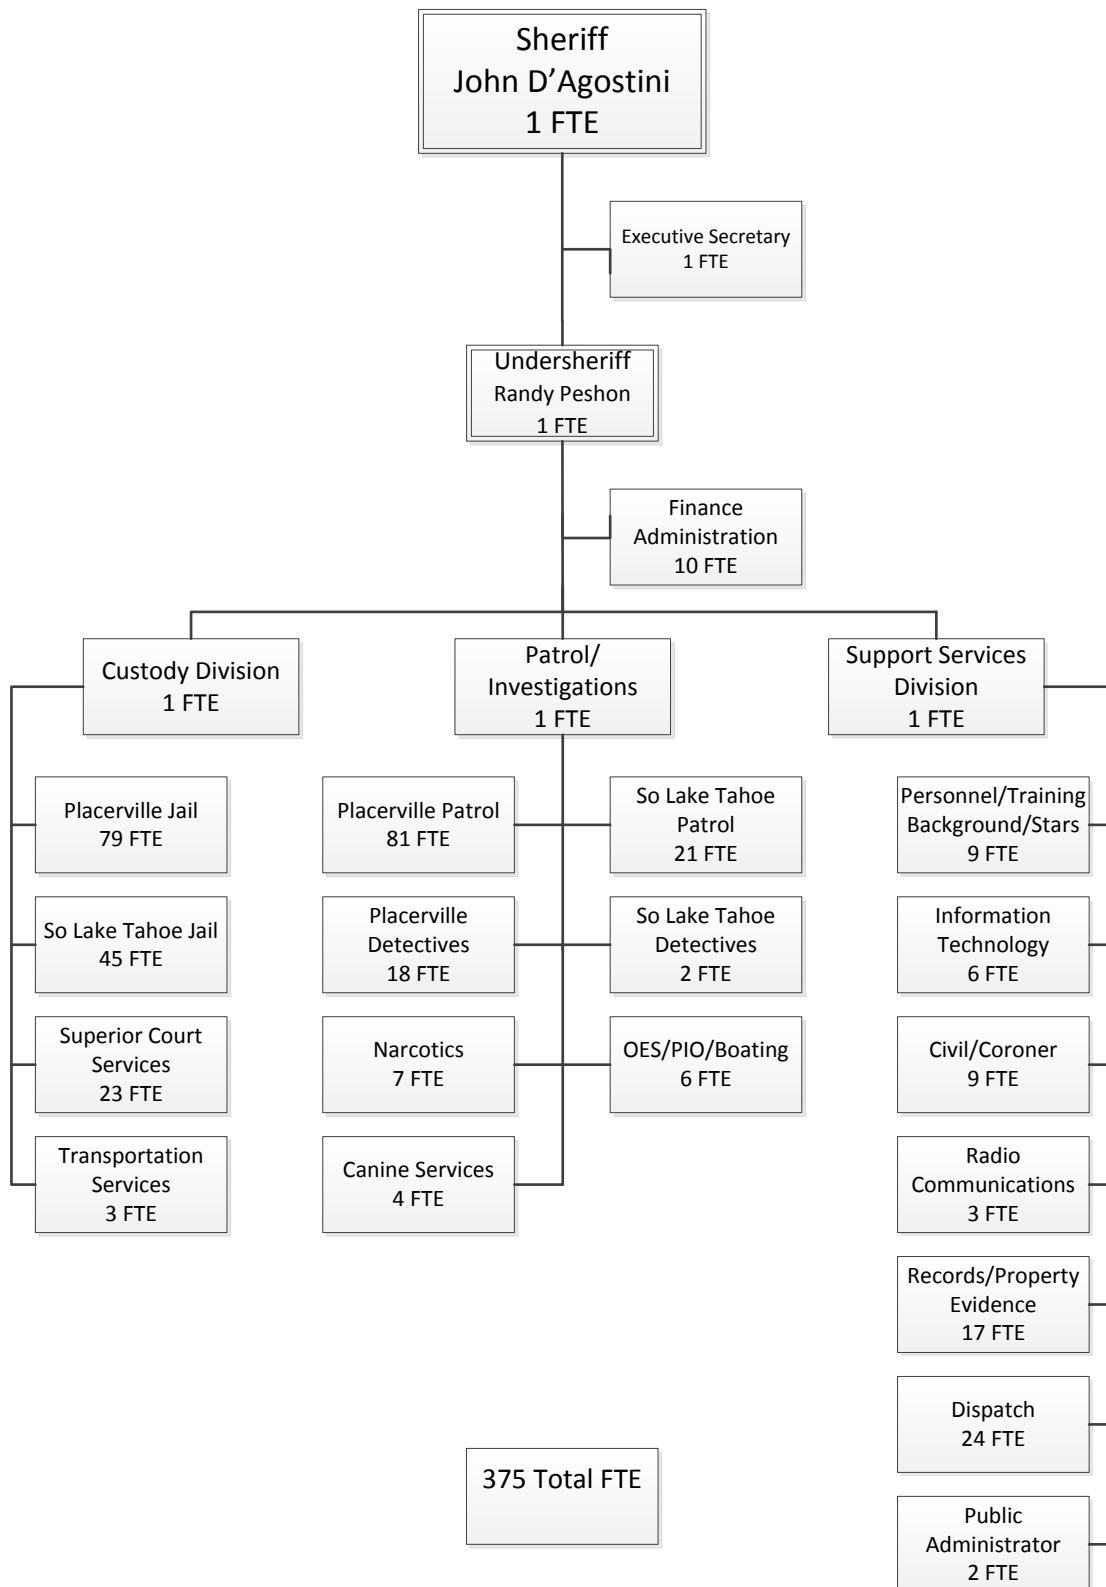 Sheriff
John D’Agostini
1 FTE
Executive Secretary
1 FTE
Undersheriff
Randy Peshon
1 FTE
Finance
Administration
10 FTE
Custody Division
1 FTE
Patrol/
Investigations
1 FTE
Support Services
Division
1 FTE
Placerville Jail
79 FTE
Placerville Patrol
81 FTE
So Lake Tahoe
Patrol
21 FTE
Personnel/Training
Background/Stars
9 FTE
So Lake Tahoe Jail
45 FTE
Placerville
Detectives
18 FTE
So Lake Tahoe
Detectives
2 FTE
Information
Technology
6 FTE
Superior Court
Services
23 FTE
Narcotics
7 FTE
OES/PIO/Boating
6 FTE
Civil/Coroner
9 FTE
Transportation
Services
3 FTE
Canine Services
4 FTE
Radio
Communications
3 FTE
Records/Property
Evidence
17 FTE
Dispatch
24 FTE
375 Total FTE
Public
Administrator
2 FTE